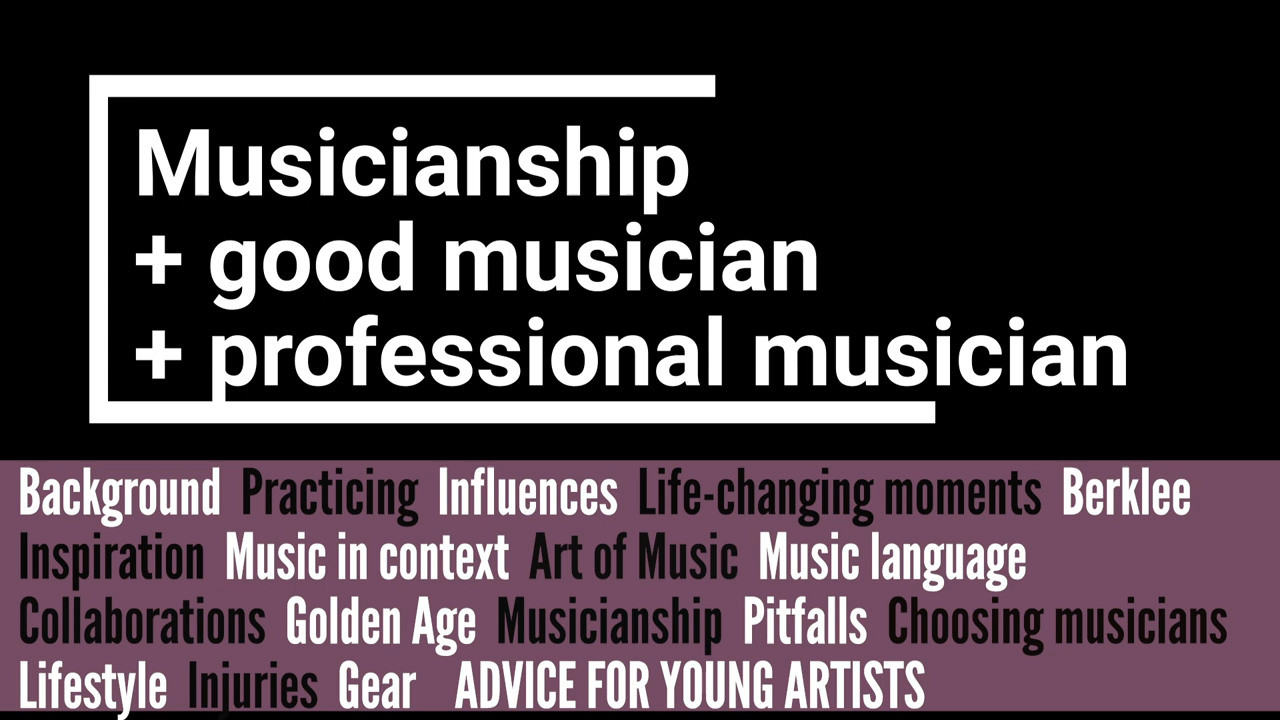 Musicianship
+ good musician
+ professional musician
Background Practicing Influences Life-changing moments Berklee
Inspiration Music in context Art of Music Music language
Collaborations Golden Age Musicianship Pitfalls Choosing musicians
Lifestyle Injuries Gear ADVICE FOR YOUNG ARTISTS